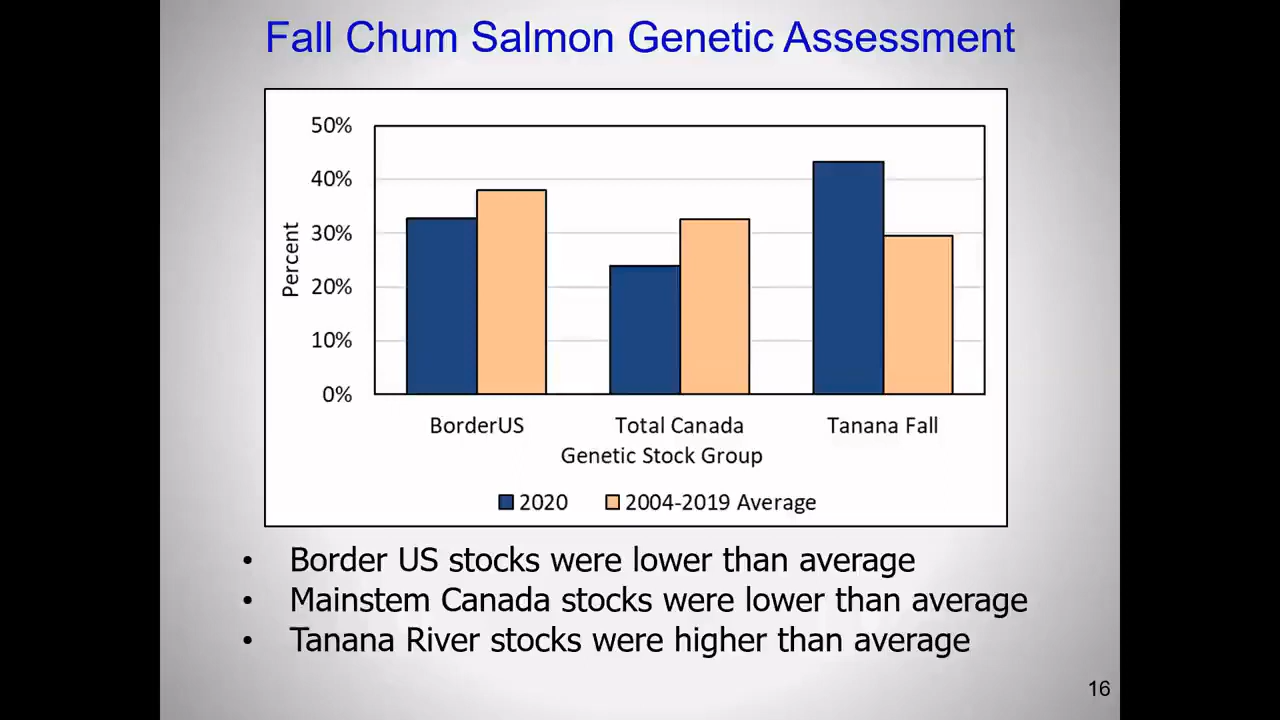 Fall Chum Salmon Genetic Assessment
50%
40%
30%
20%
10%
0%
Percent
BorderUS Total Canada Tanana Fall
Genetic Stock Group
2020 2004-2019 Average
• Border US stocks were lower than average
• Mainstem Canada stocks were lower than average
• Tanana River stocks were higher than average
16